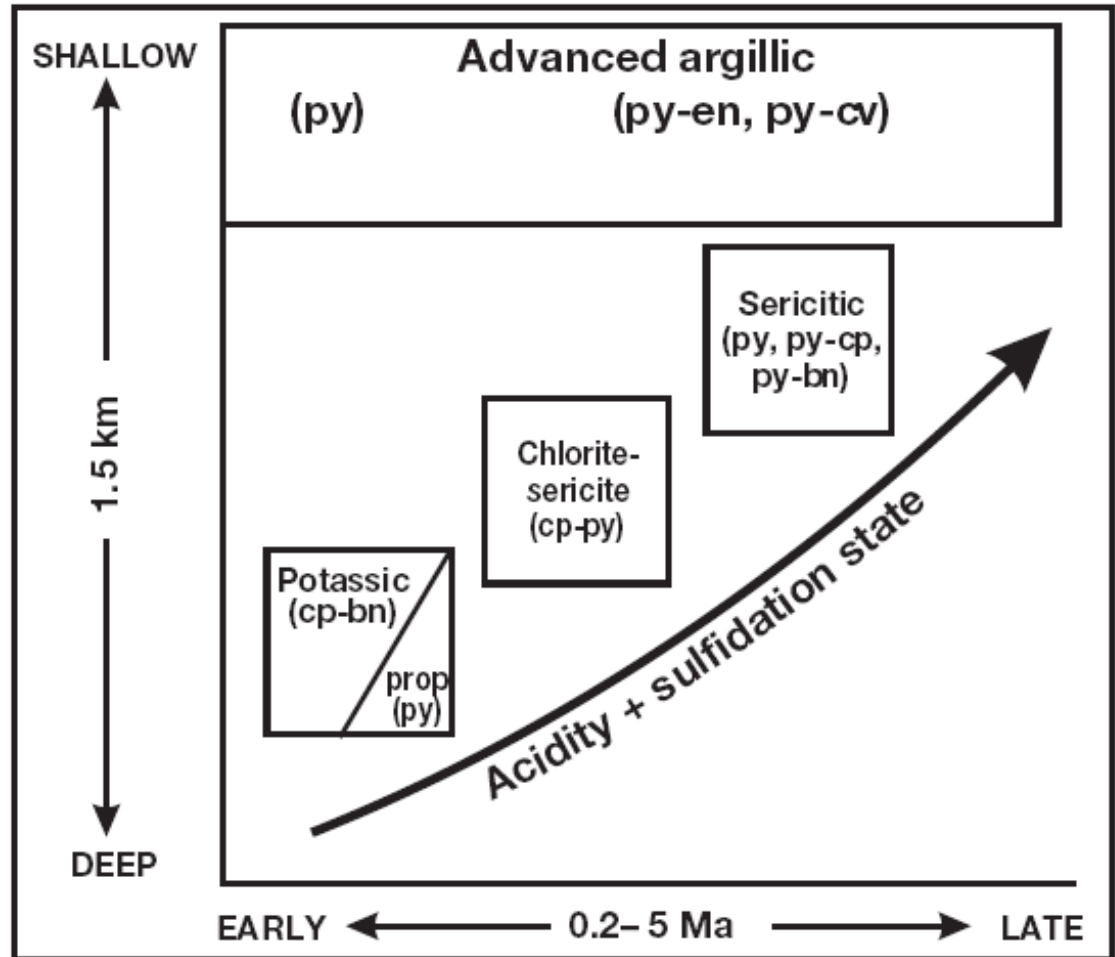 SHALLOW
1.5 km
DEEP
Advanced argillic
(py) (py-en, py-cv)
Sericitic
(py, py-cp,
py-bn)
Chlorite-
sericite
(cp-py)
Potassic
(cp-bn)
prop
(py)
Acidity + sulfidation state
EARLY 0.2– 5 Ma LATE